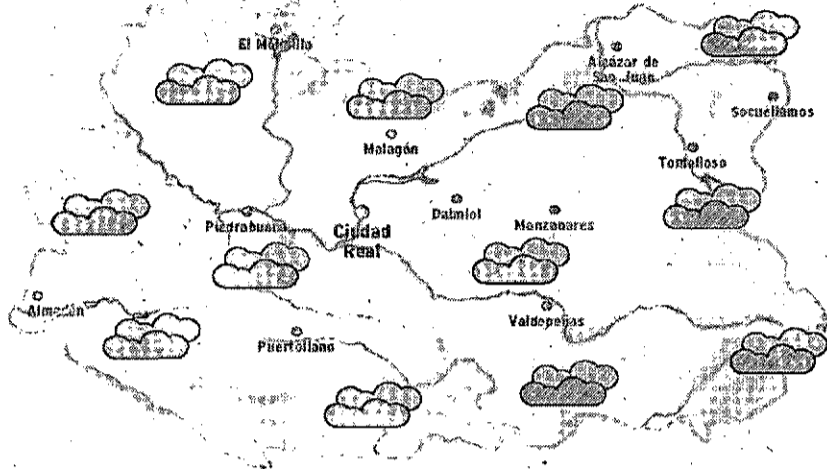 El Molinillo
Alcázar de
San Juan
Socuéllamos
Malagón
Tomelloso
Piedrabuena
Ciudad
Real
Daimiel
Manzanares
Almadén
Valdepeñas
Puertollano